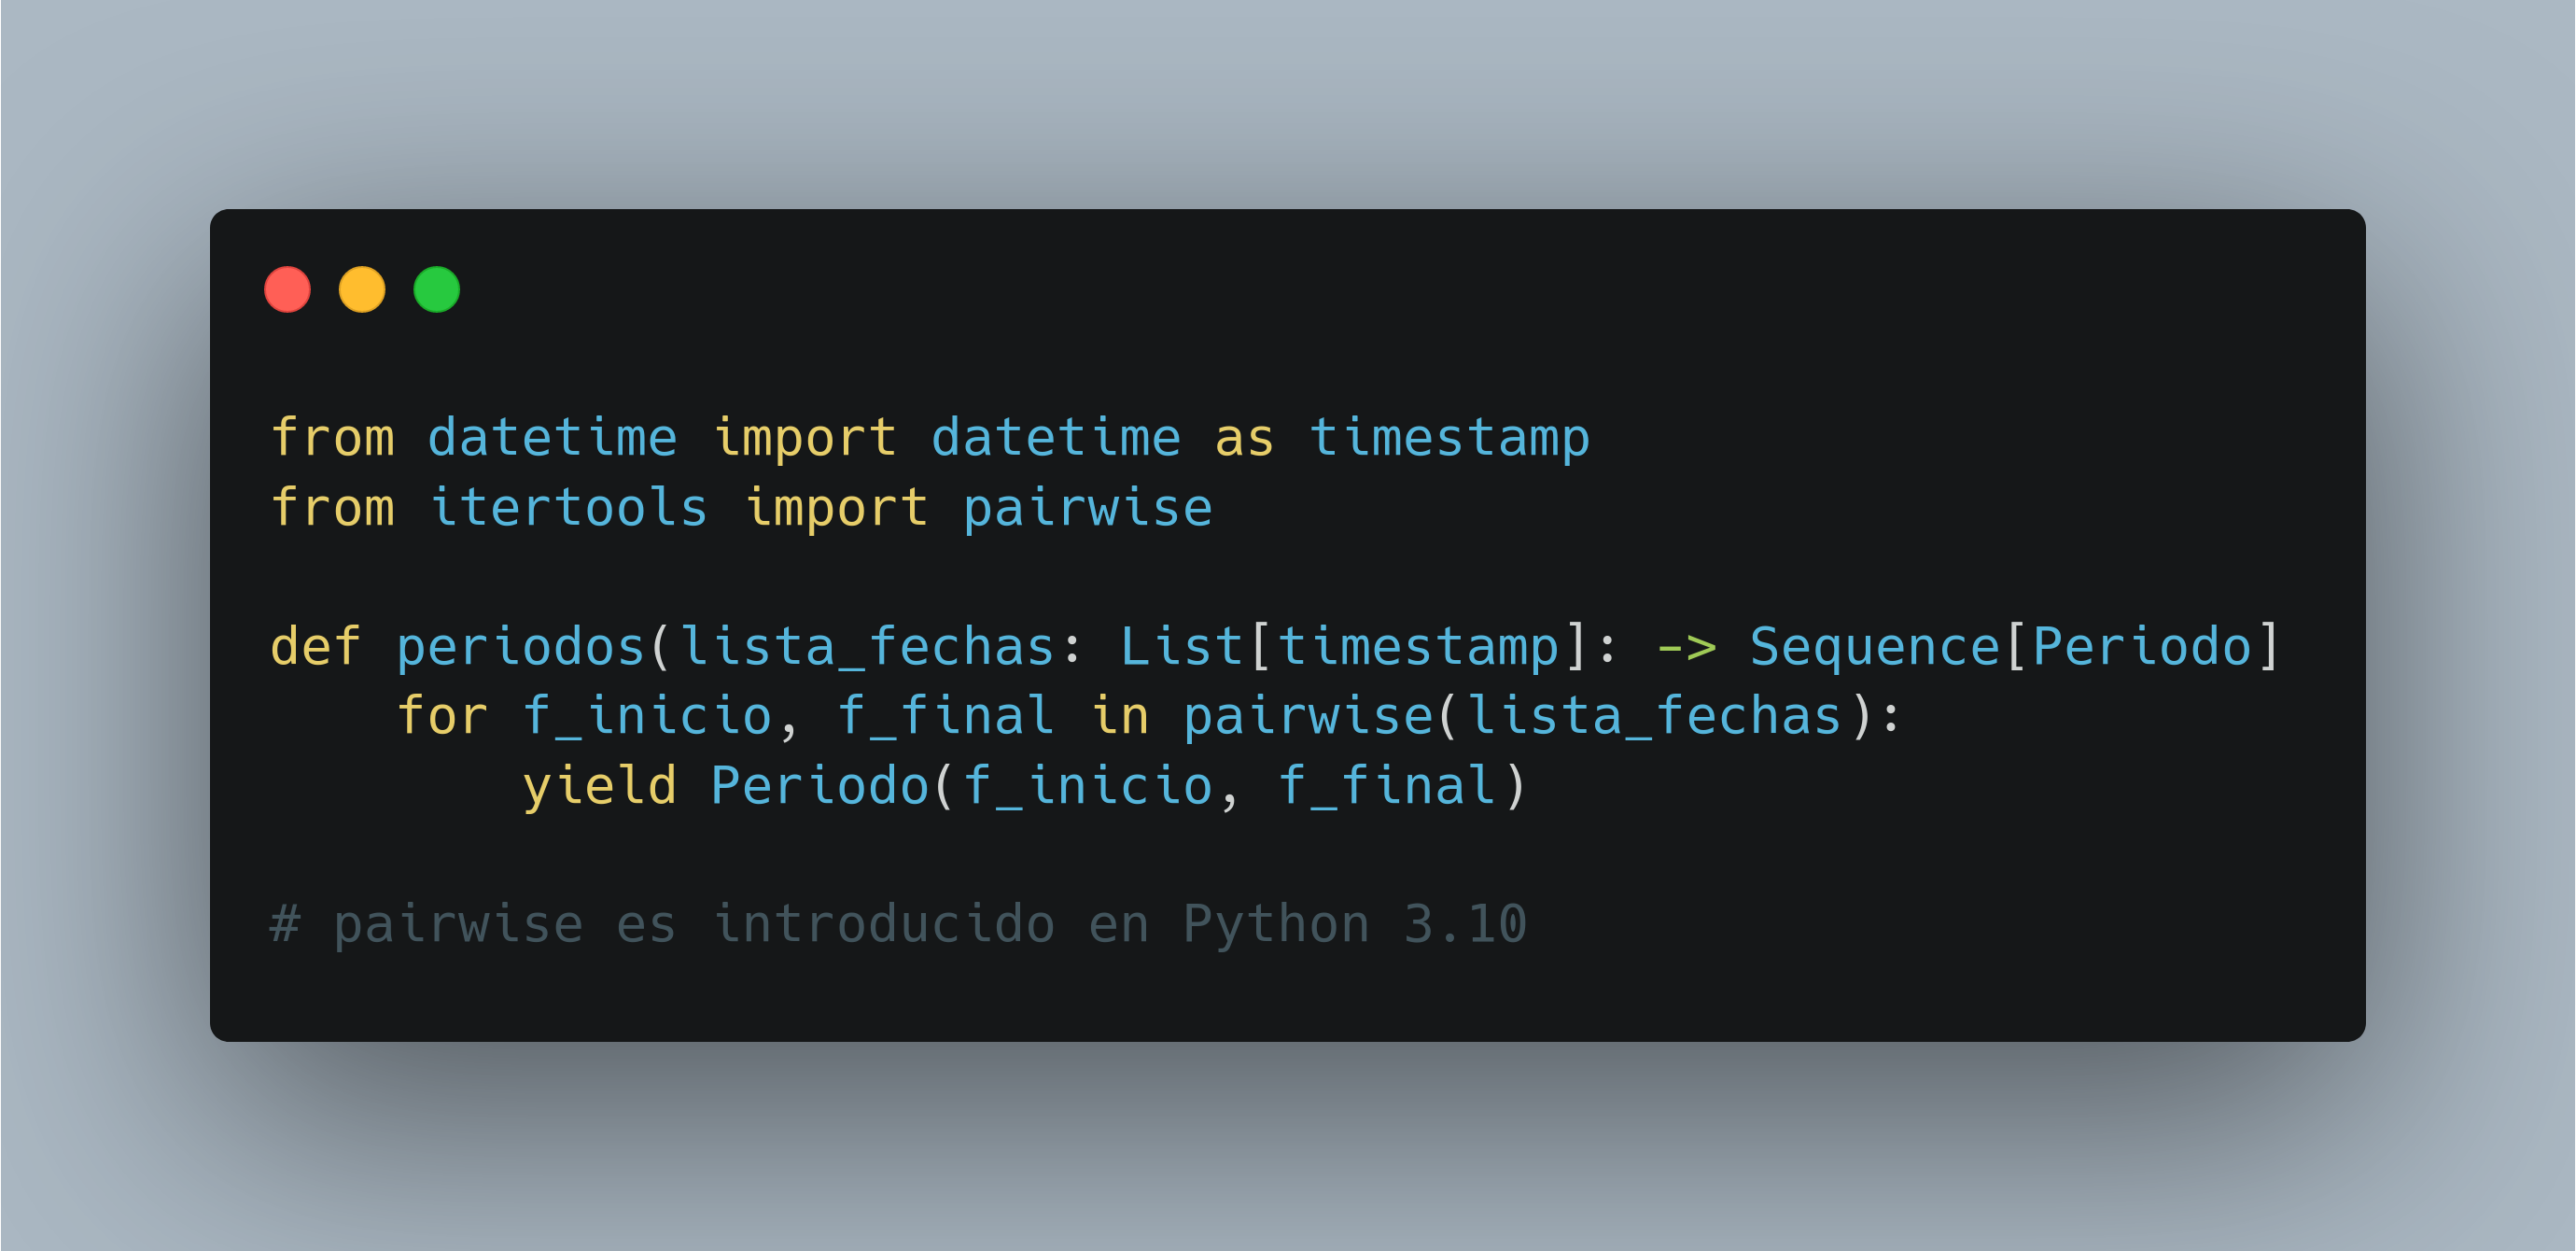 from datetime import datetime as timestamp
from itertools import pairwise
def periodos(lista_fechas: List[timestamp]: -> Sequence[Periodo]
for f_inicio, f_final in pairwise(lista_fechas):
yield Periodo(f_inicio, f_final)
# pairwise es introducido en Python 3.10